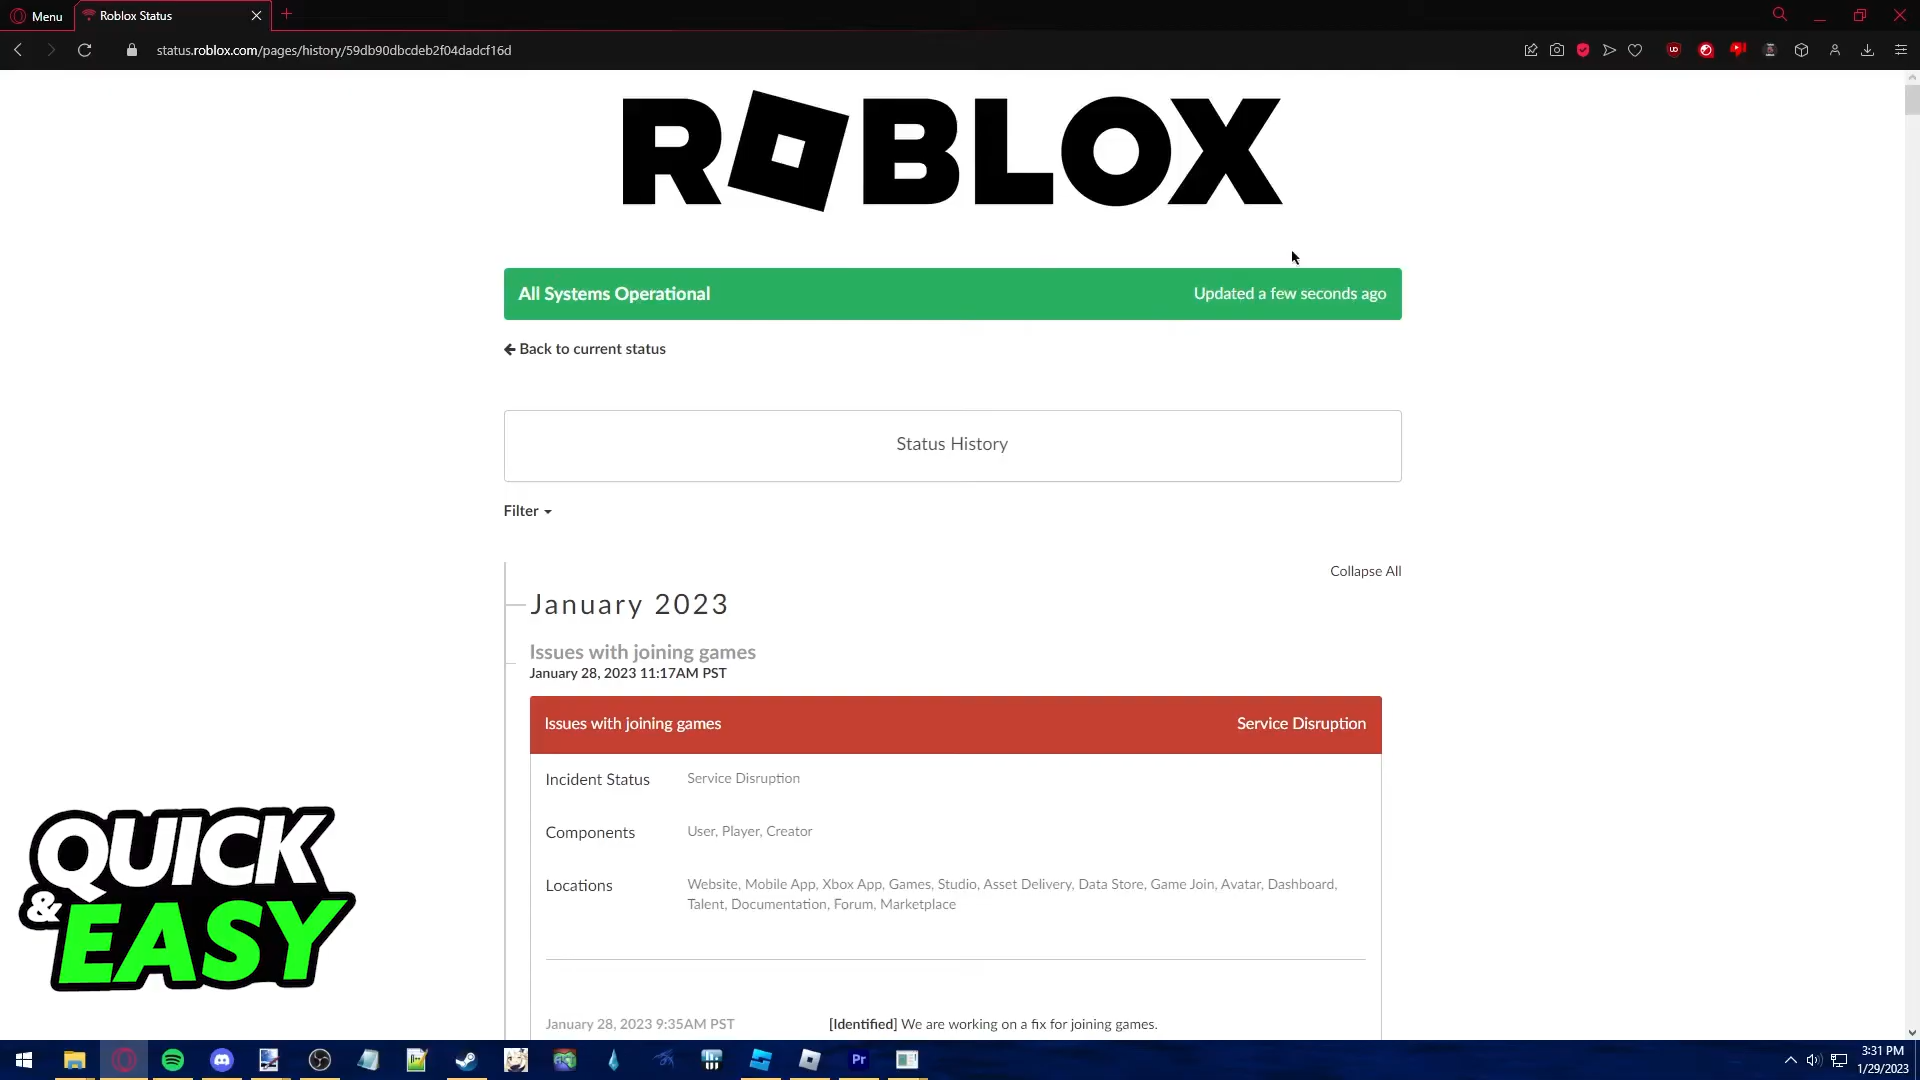 Menu
Roblox Status
status.roblox.com/pages/history/59db90dbcdeb2f04dadcf16d
ROBLOX
All Systems Operational
Updated a few seconds ago
Back to current status
Status History
Filter
Collapse All
January 2023
Issues with joining games
January 28, 2023 11:17AM PST
Issues with joining games
Service Disruption
Incident Status
Service Disruption
Components
User, Player, Creator
Locations
Website, Mobile App, Xbox App, Games, Studio, Asset Delivery, Data Store, Game Join, Avatar, Dashboard,
Talent, Documentation, Forum, Marketplace
January 28, 2023 9:35AM PST
[Identified] We are working on a fix for joining games.
QUICK
& EASY
Pr
3:31 PM
1/29/2023